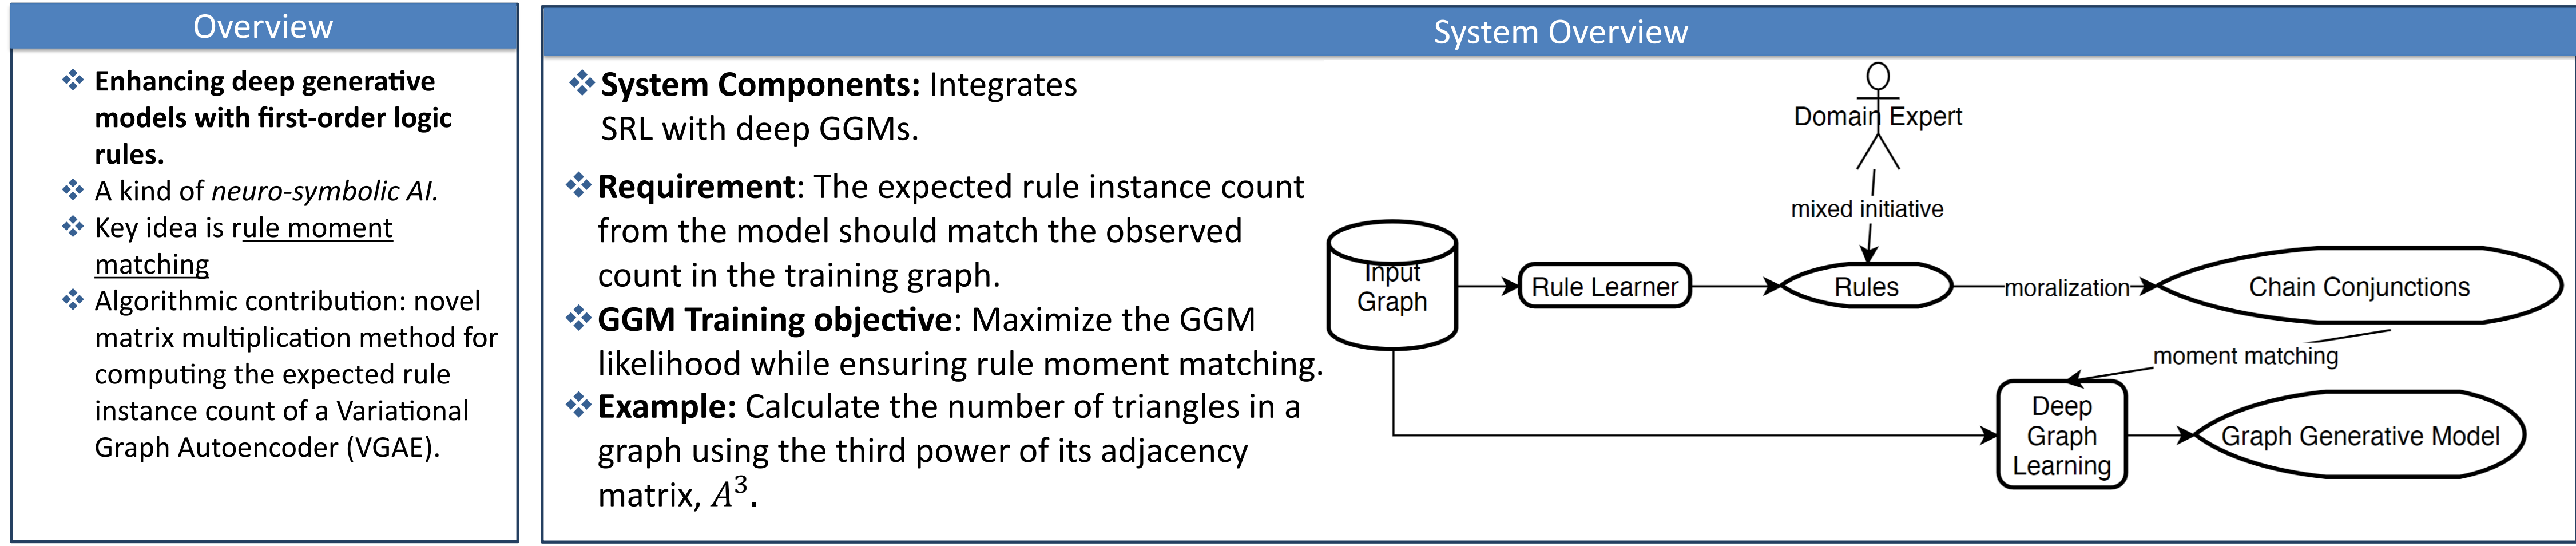 Overview
❖ Enhancing deep generative
models with first-order logic
rules.
❖ A kind of neuro-symbolic AI.
❖ Key idea is rule moment
matching
❖ Algorithmic contribution: novel
matrix multiplication method for
computing the expected rule
instance count of a Variational
Graph Autoencoder (VGAE).
System Overview
❖ System Components: Integrates
SRL with deep GGMs.
❖ Requirement: The expected rule instance count
from the model should match the observed
count in the training graph.
❖ GGM Training objective: Maximize the GGM
likelihood while ensuring rule moment matching.
❖ Example: Calculate the number of triangles in a
graph using the third power of its adjacency
matrix, A³.
Domain Expert
mixed initiative
Input
Graph
Rule Learner
Rules
moralization
Chain Conjunctions
moment matching
Deep
Graph
Learning
Graph Generative Model